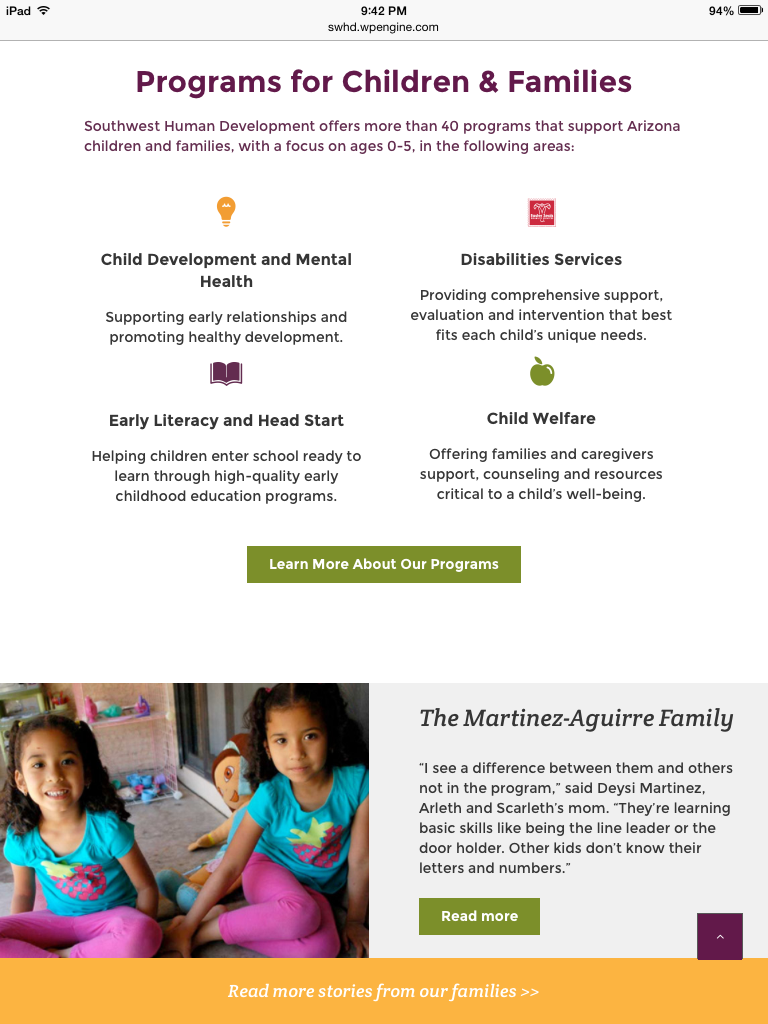 iPad
9:42 PM
94%
swhd.wpengine.com
Programs for Children & Families
Southwest Human Development offers more than 40 programs that support Arizona
children and families, with a focus on ages 0-5, in the following areas:
Child Development and Mental
Health
Supporting early relationships and
promoting healthy development.
Disabilities Services
Providing comprehensive support,
evaluation and intervention that best
fits each child’s unique needs.
Early Literacy and Head Start
Helping children enter school ready to
learn through high-quality early
childhood education programs.
Child Welfare
Offering families and caregivers
support, counseling and resources
critical to a child’s well-being.
Learn More About Our Programs
The Martinez-Aguirre Family
“I see a difference between them and others
not in the program,” said Deysi Martinez,
Arleth and Scarleth’s mom. “They’re learning
basic skills like being the line leader or the
door holder. Other kids don’t know their
letters and numbers.”
Read more
Read more stories from our families >>